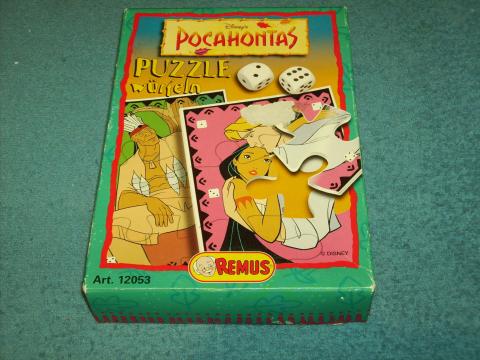 Disney's
POCAHONTAS
PUZZLE
würfeln
© DISNEY
REMUS
Art. 12053